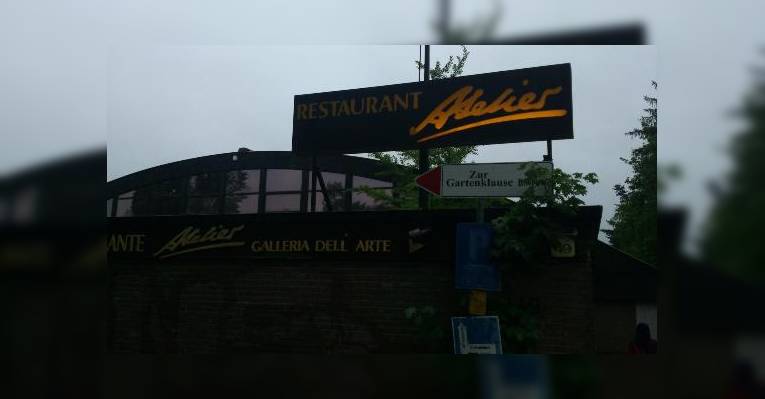 RESTAURANT Atelier
Zur
Gartenklause
ANTE Atelier GALLERIA DELL' ARTE
P